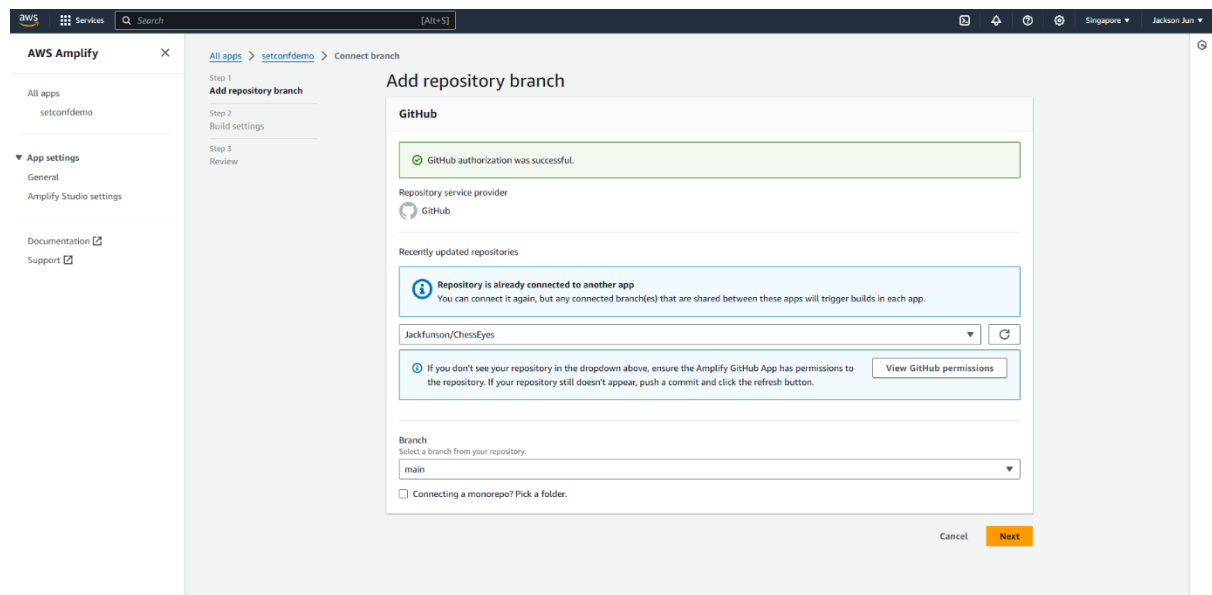 aws
Services
Search
[Alt+S]
Singapore
Jackson Jun
AWS Amplify
All apps
setconfdemo
App settings
General
Amplify Studio settings
Documentation
Support
All apps > setconfdemo > Connect branch
Step 1
Add repository branch
Step 2
Build settings
Step 3
Review
Add repository branch
GitHub
GitHub authorization was successful.
Repository service provider
GitHub
Recently updated repositories
Repository is already connected to another app
You can connect it again, but any connected branch(es) that are shared between these apps will trigger builds in each app.
Jackfunson/ChessEyes
If you don't see your repository in the dropdown above, ensure the Amplify GitHub App has permissions to
the repository. If your repository still doesn't appear, push a commit and click the refresh button.
View GitHub permissions
Branch
Select a branch from your repository.
main
Connecting a monorepo? Pick a folder.
Cancel
Next